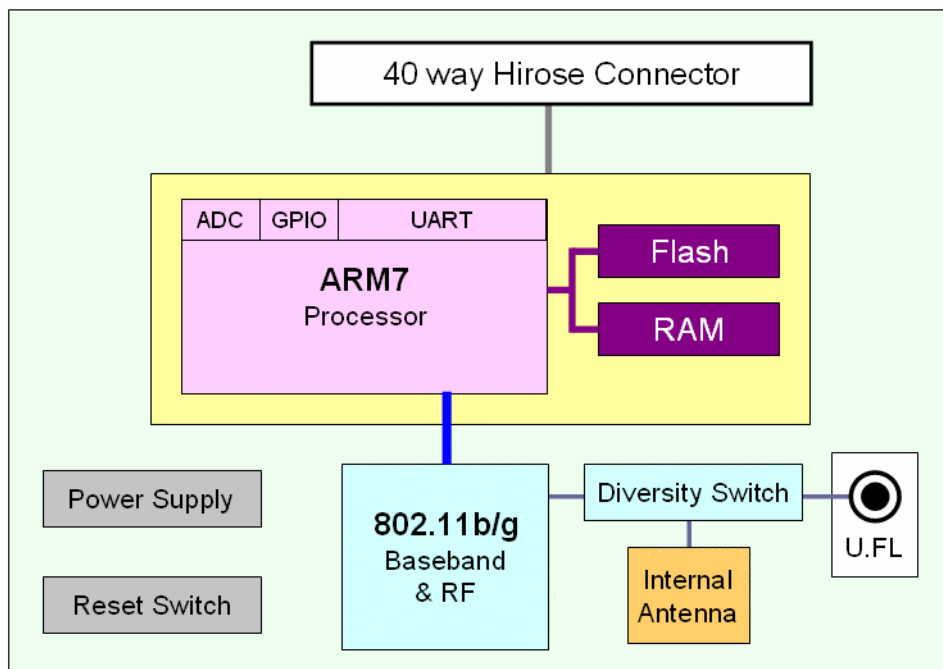 40 way Hirose Connector
ADC GPIO UART
ARM7
Processor
Flash
RAM
Power Supply
Reset Switch
802.11b/g
Baseband
& RF
Diversity Switch
U.FL
Internal
Antenna